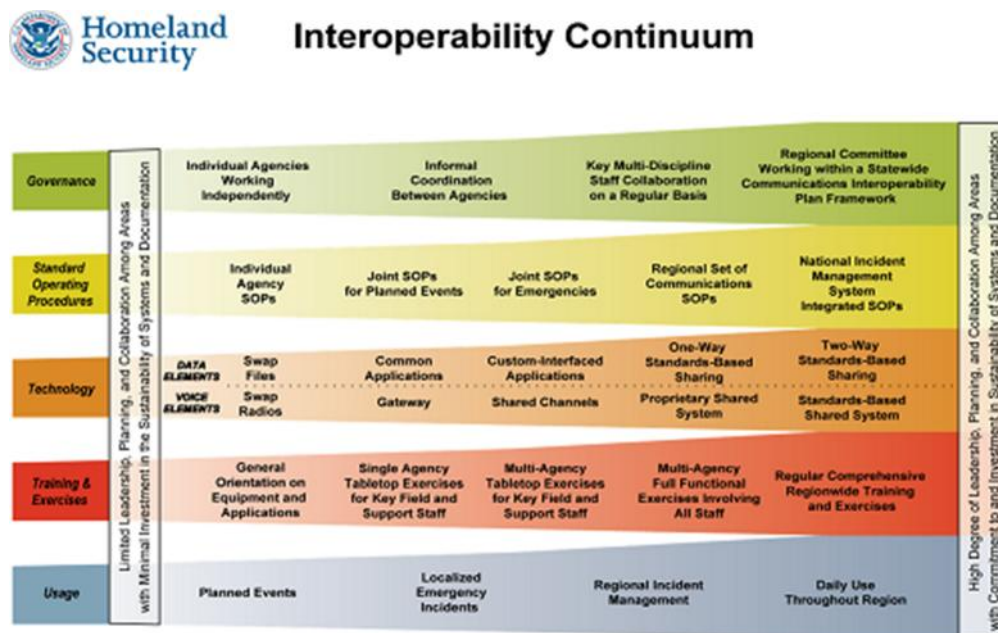 Homeland
Security
Interoperability Continuum
Limited Leadership, Planning, and Collaboration Among Areas
with Minimal Investment in the Sustainability of Systems and Documentation
Governance
Individual Agencies
Working
Independently
Informal
Coordination
Between Agencies
Key Multi-Discipline
Staff Collaboration
on a Regular Basis
Regional Committee
Working within a Statewide
Communications Interoperability
Plan Framework
Standard
Operating
Procedures
Individual
Agency
SOPs
Joint SOPs
for Planned Events
Joint SOPs
for Emergencies
Regional Set of
Communications
SOPs
National Incident
Management
System
Integrated SOPs
Technology
DATA
ELEMENTS
Swap
Files
Common
Applications
Custom-Interfaced
Applications
One-Way
Standards-Based
Sharing
Two-Way
Standards-Based
Sharing
VOICE
ELEMENTS
Swap
Radios
Gateway
Shared Channels
Proprietary Shared
System
Standards-Based
Shared System
Training &
Exercises
General
Orientation on
Equipment and
Applications
Single Agency
Tabletop Exercises
for Key Field and
Support Staff
Multi-Agency
Tabletop Exercises
for Key Field and
Support Staff
Multi-Agency
Full Functional
Exercises Involving
All Staff
Regular Comprehensive
Regionwide Training
and Exercises
Usage
Planned Events
Localized
Emergency
Incidents
Regional Incident
Management
Daily Use
Throughout Region
High Degree of Leadership, Planning, and Collaboration Among Areas
with Commitment to and Investment in Sustainability of Systems and Documentation